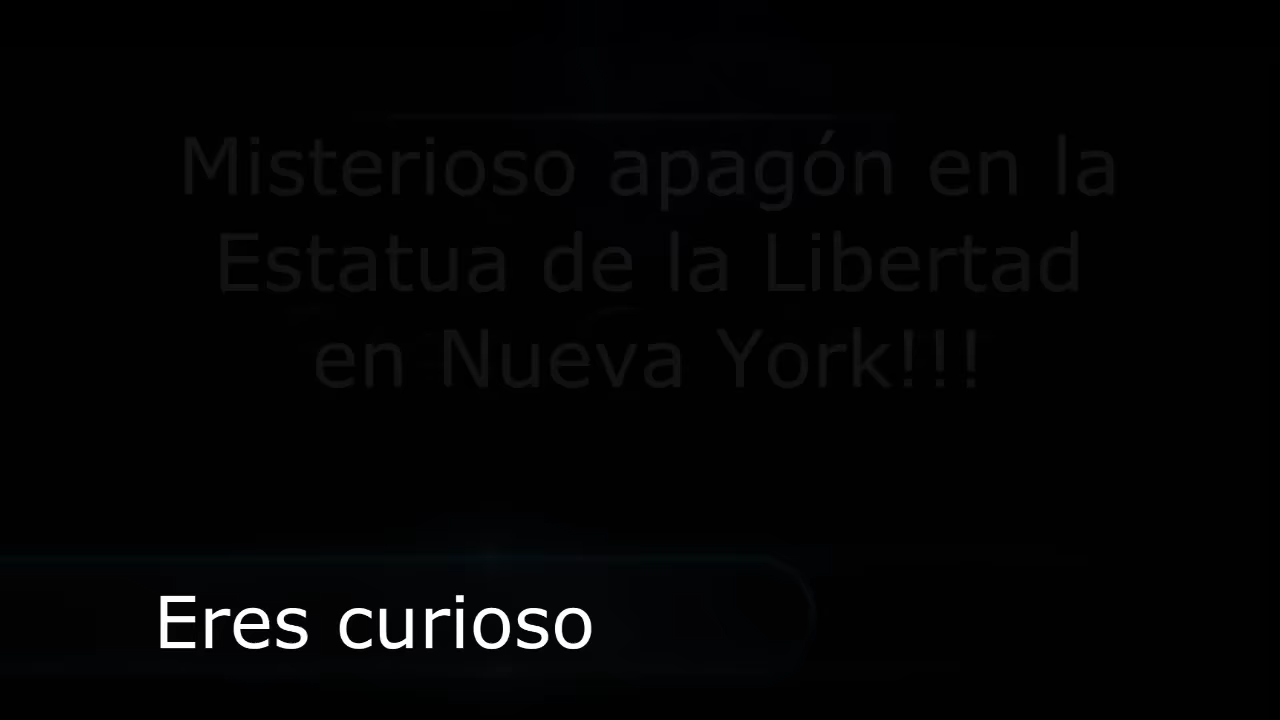 Misterioso apagón en la
Estatua de la Libertad
en Nueva York!!!
Eres curioso